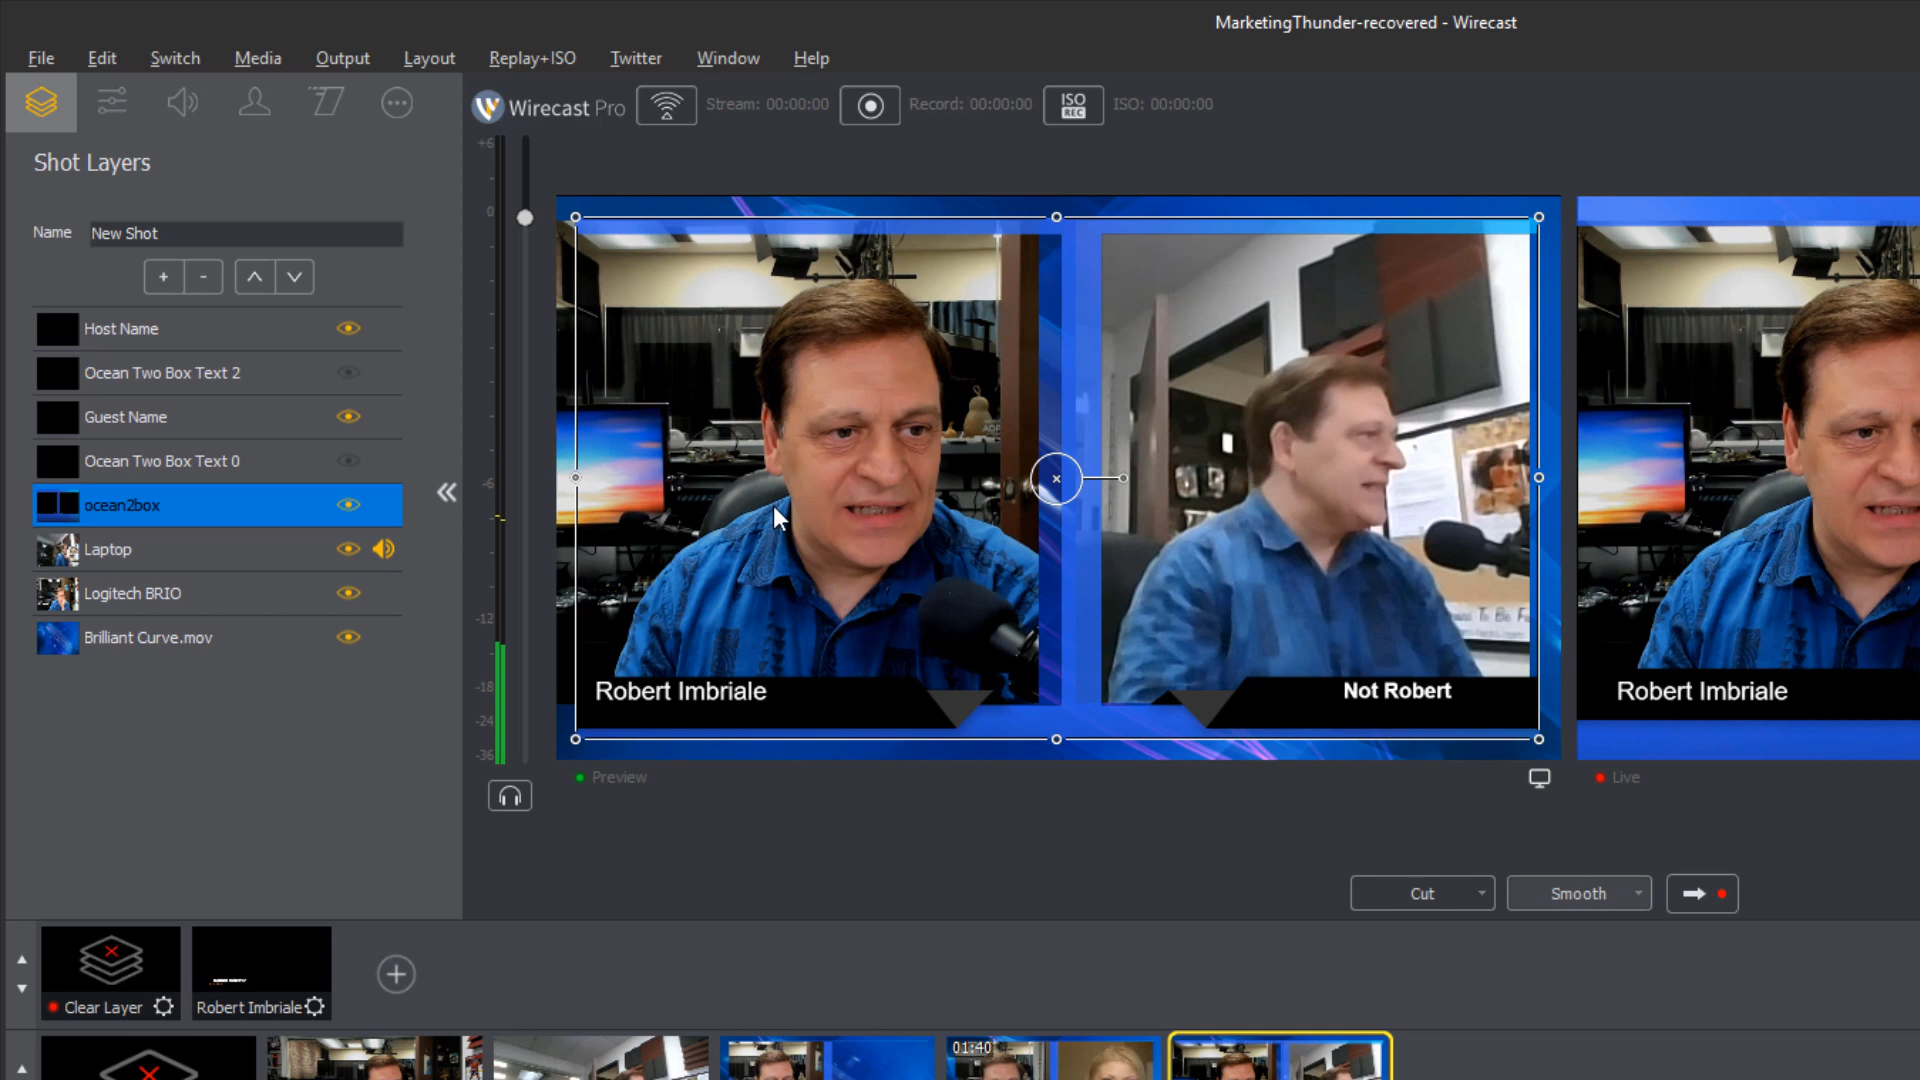 MarketingThunder-recovered - Wirecast
File Edit Switch Media Output Layout Replay+ISO Twitter Window Help
Wirecast Pro Stream: 00:00:00 Record: 00:00:00 ISO REC ISO: 00:00:00
Shot Layers
Name New Shot
+ - 
Host Name
Ocean Two Box Text 2
Guest Name
Ocean Two Box Text 0
ocean2box
Laptop
Logitech BRIO
Brilliant Curve.mov
+6
0
-6
-12
-18
-24
-36
Robert Imbriale
Not Robert
Robert Imbriale
Preview
Live
Cut Smooth
Clear Layer Robert Imbriale
01:40